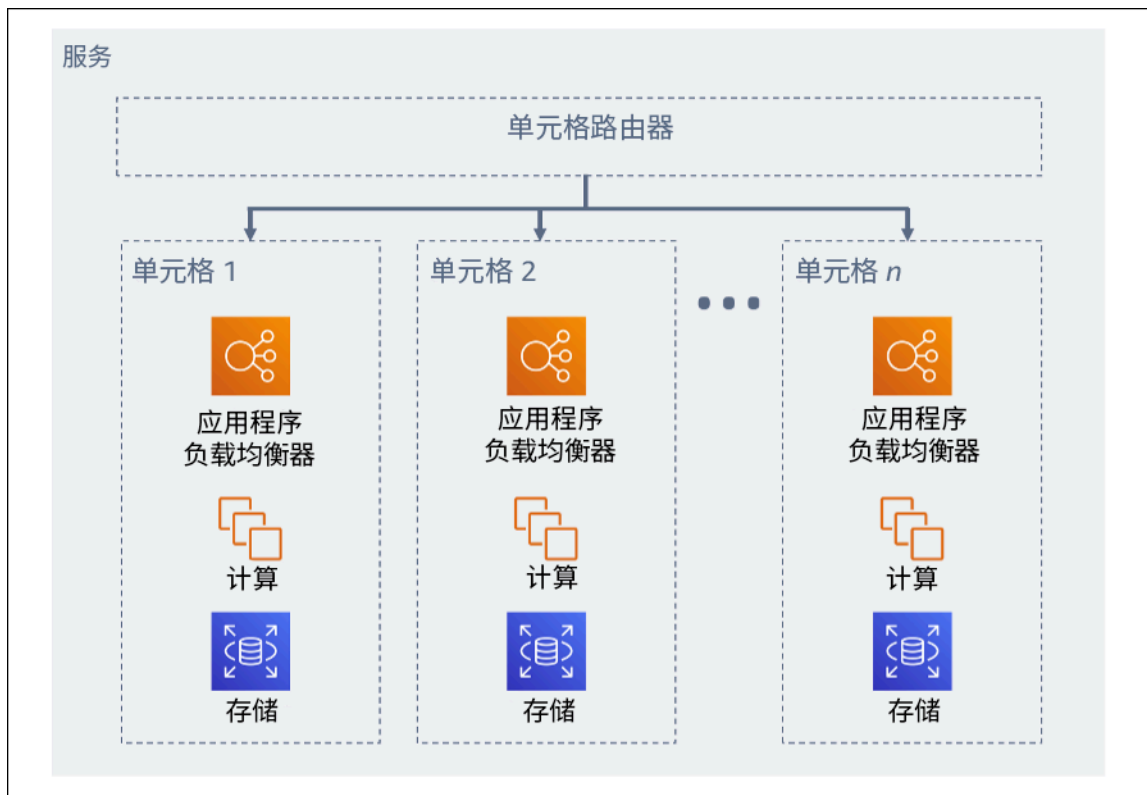 服务
单元格路由器
单元格 1
单元格 2
单元格 n
应用程序
负载均衡器
应用程序
负载均衡器
应用程序
负载均衡器
计算
计算
计算
存储
存储
存储